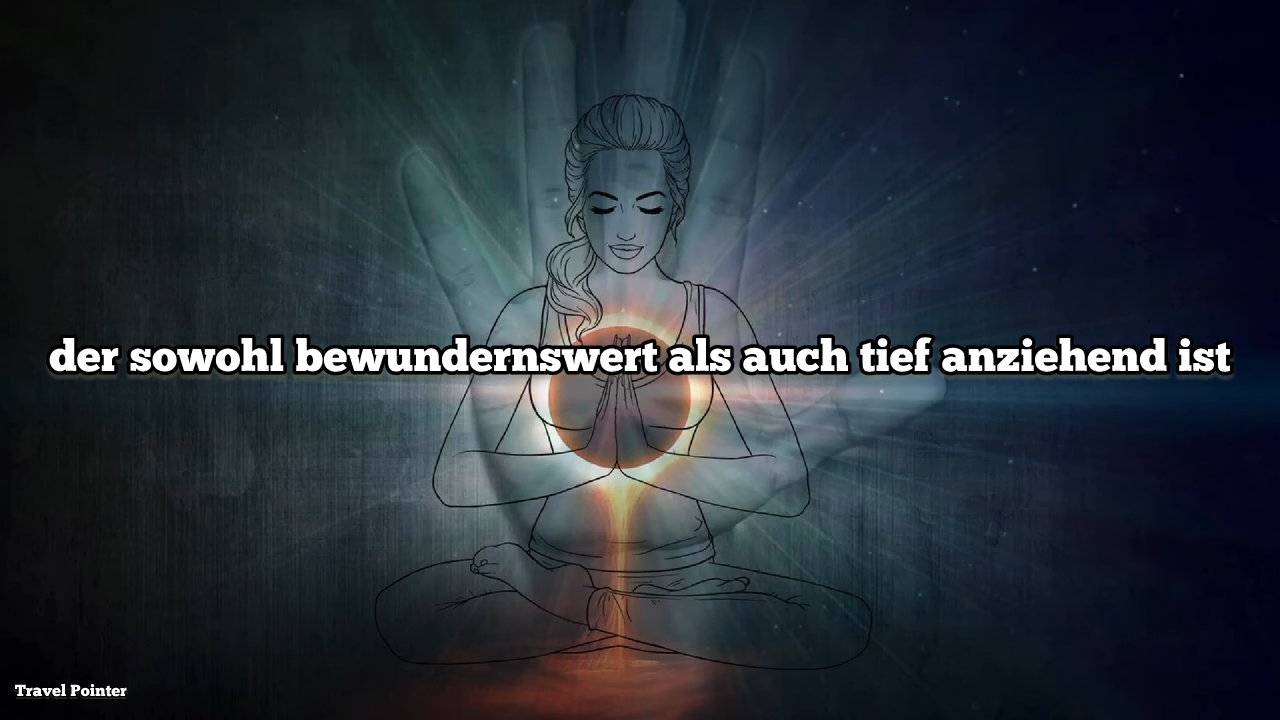 der sowohl bewundernswert als auch tief anziehend ist
Travel Pointer